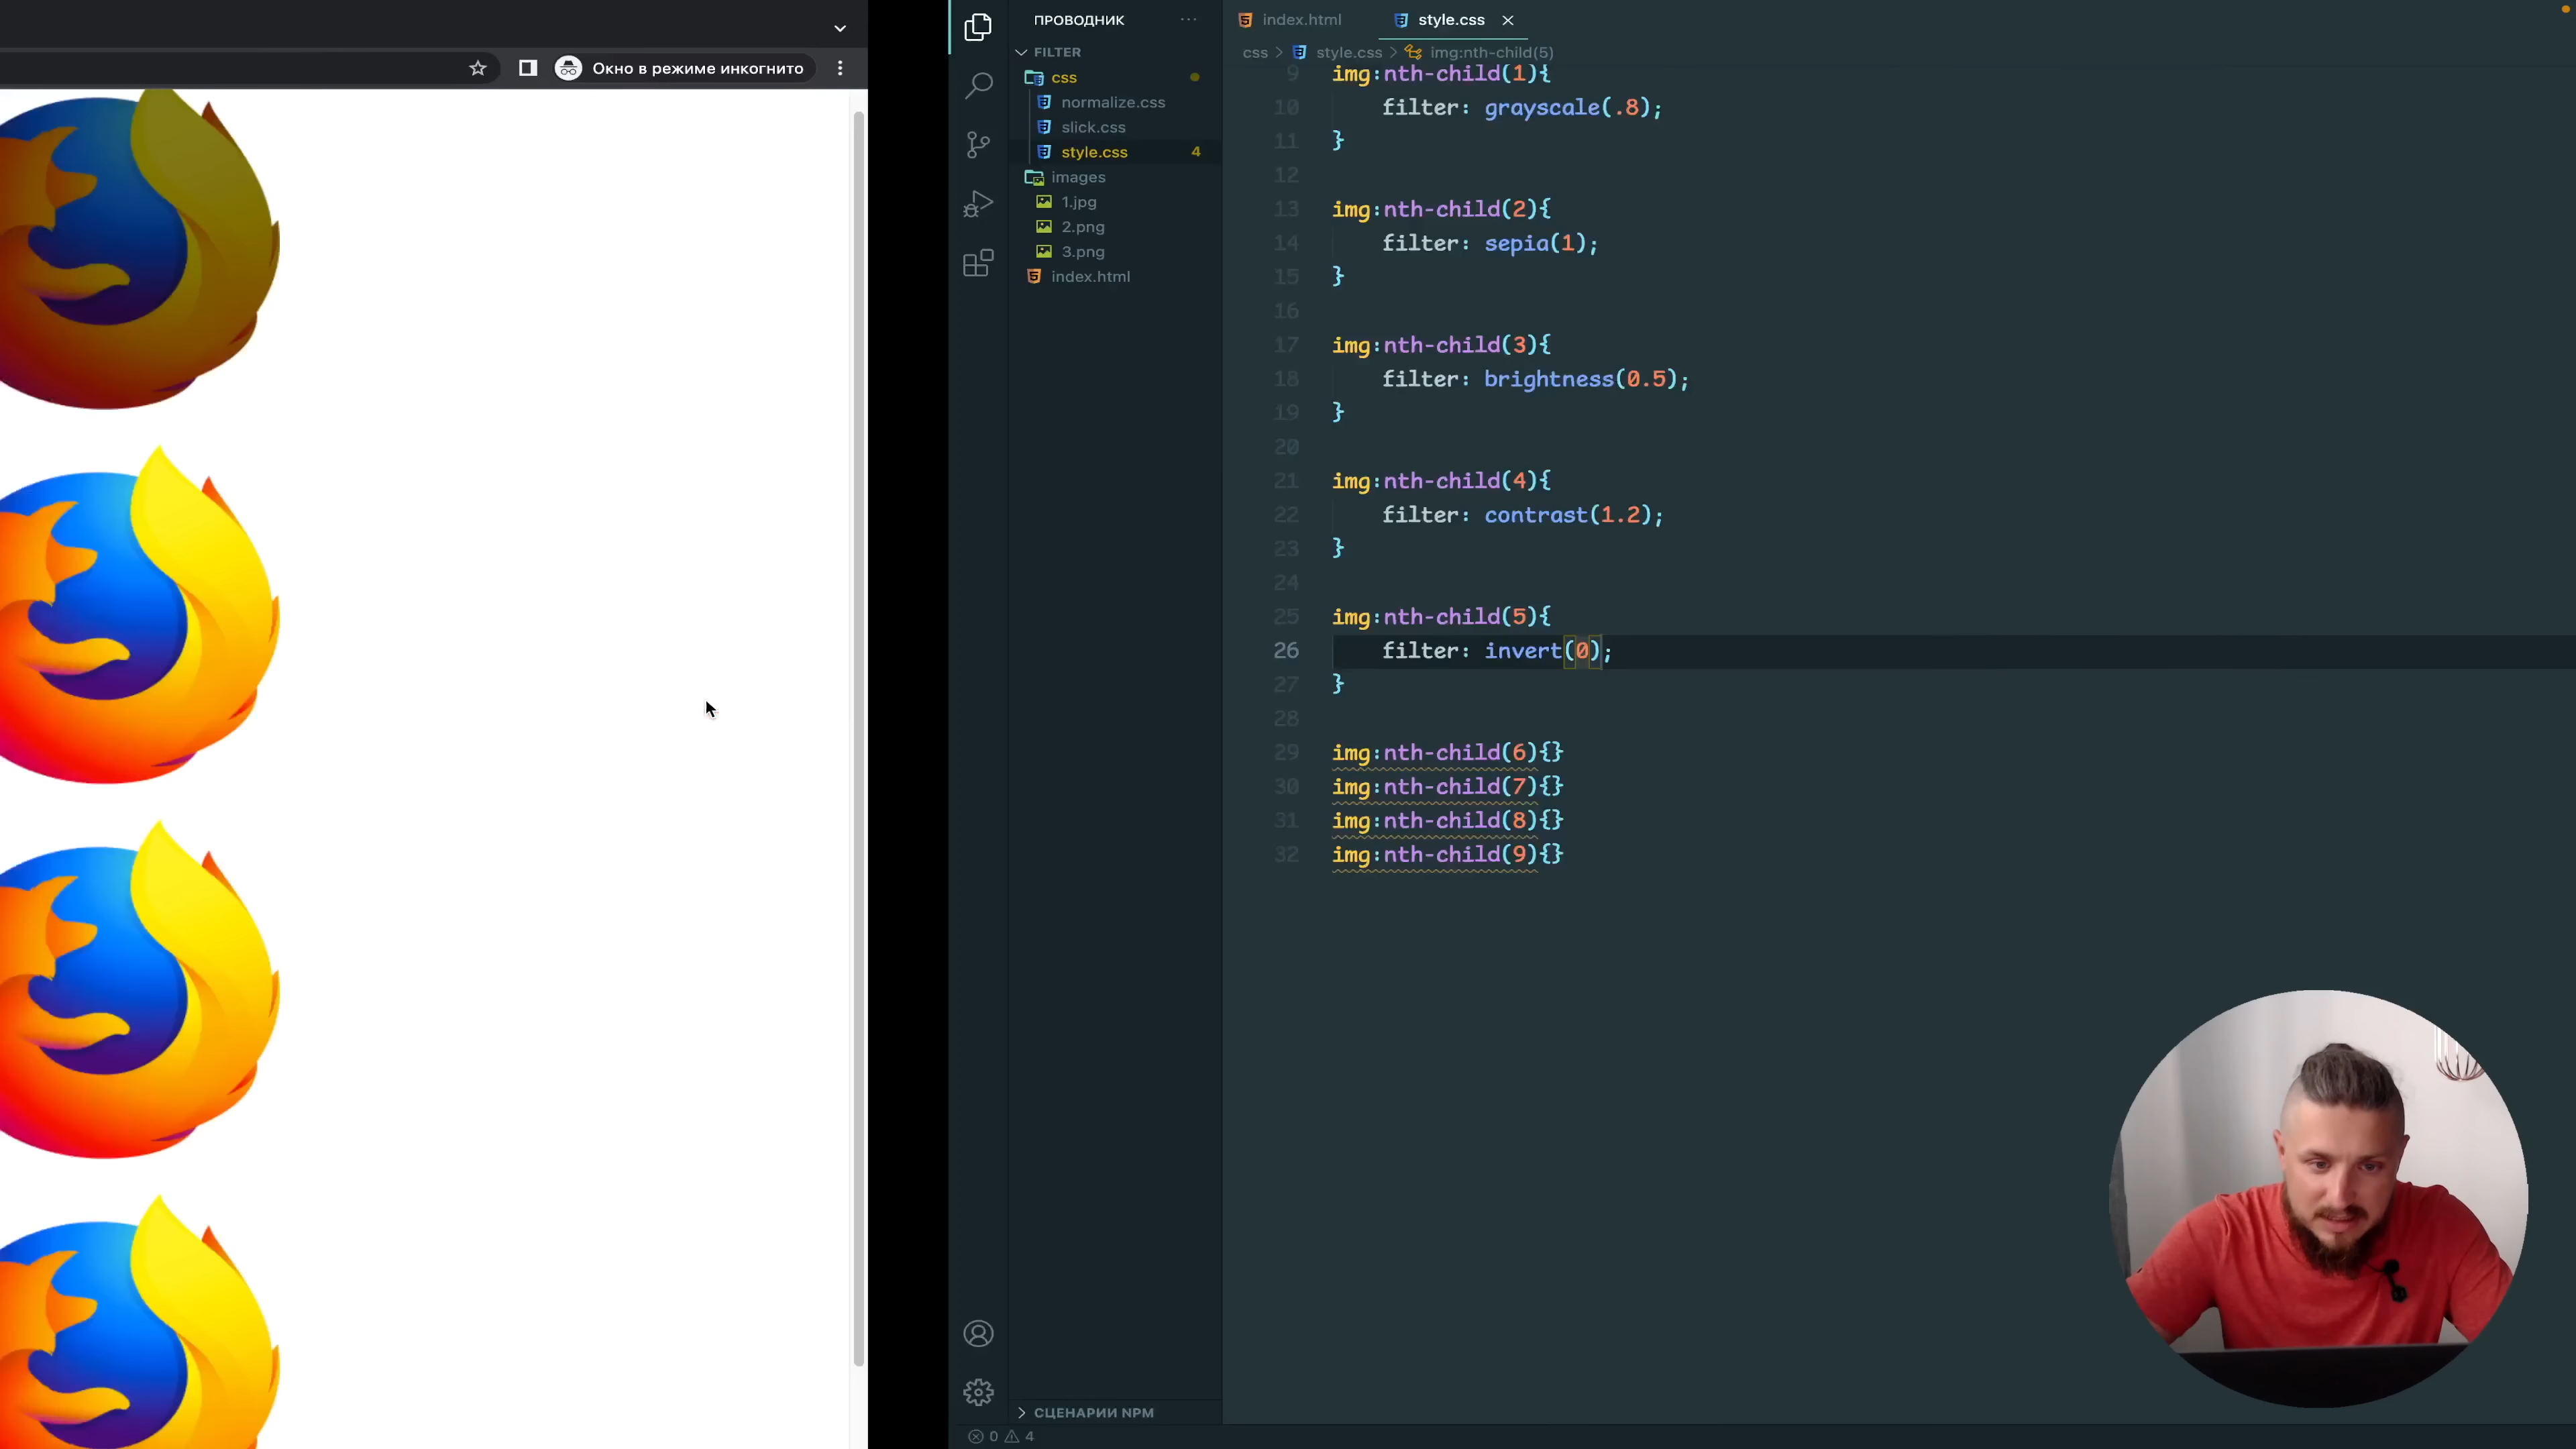 Окно в режиме инкогнито
ПРОВОДНИК
FILTER
css
normalize.css
slick.css
style.css 4
images
1.jpg
2.png
3.png
index.html
СЦЕНАРИИ NPM
0 4
index.html style.css
css > style.css > img:nth-child(5)
9 img:nth-child(1){
10 filter: grayscale(.8);
11 }
12
13 img:nth-child(2){
14 filter: sepia(1);
15 }
16
17 img:nth-child(3){
18 filter: brightness(0.5);
19 }
20
21 img:nth-child(4){
22 filter: contrast(1.2);
23 }
24
25 img:nth-child(5){
26 filter: invert(0);
27 }
28
29 img:nth-child(6){}
30 img:nth-child(7){}
31 img:nth-child(8){}
32 img:nth-child(9){}